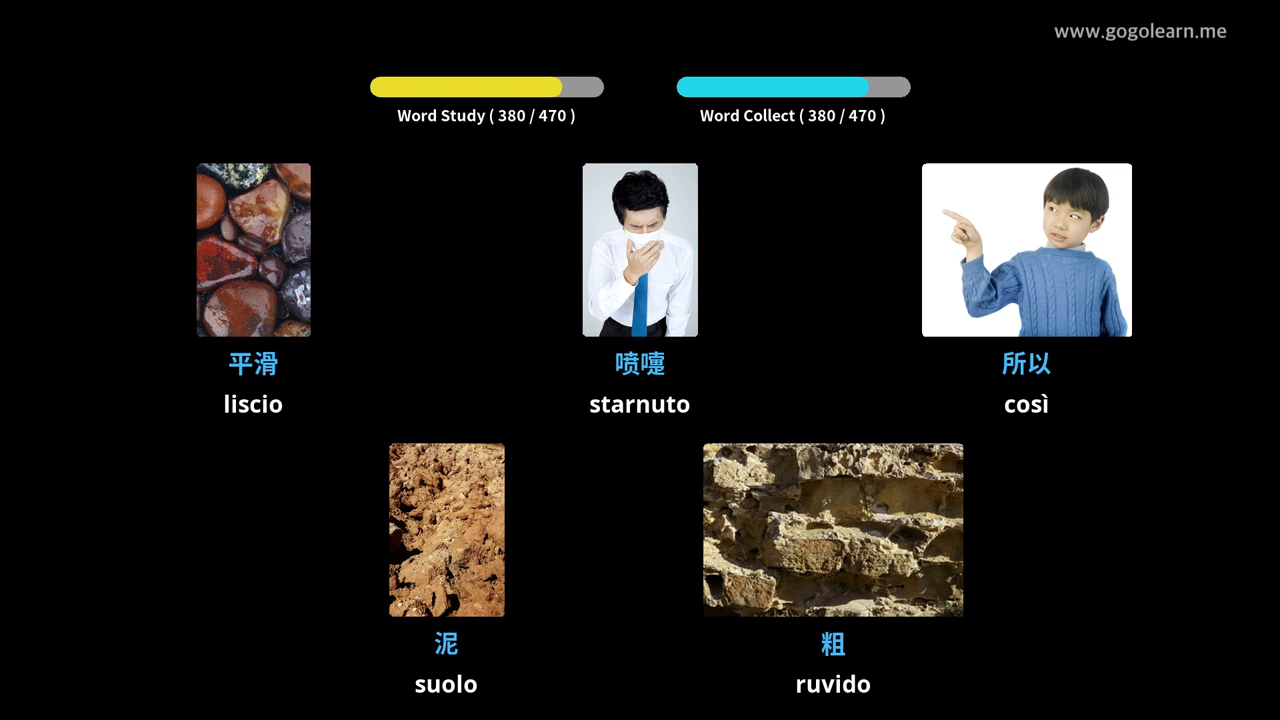 www.gogolearn.me
Word Study ( 380 / 470 )
Word Collect ( 380 / 470 )
平滑
liscio
喷嚏
starnuto
所以
così
泥
suolo
粗
ruvido